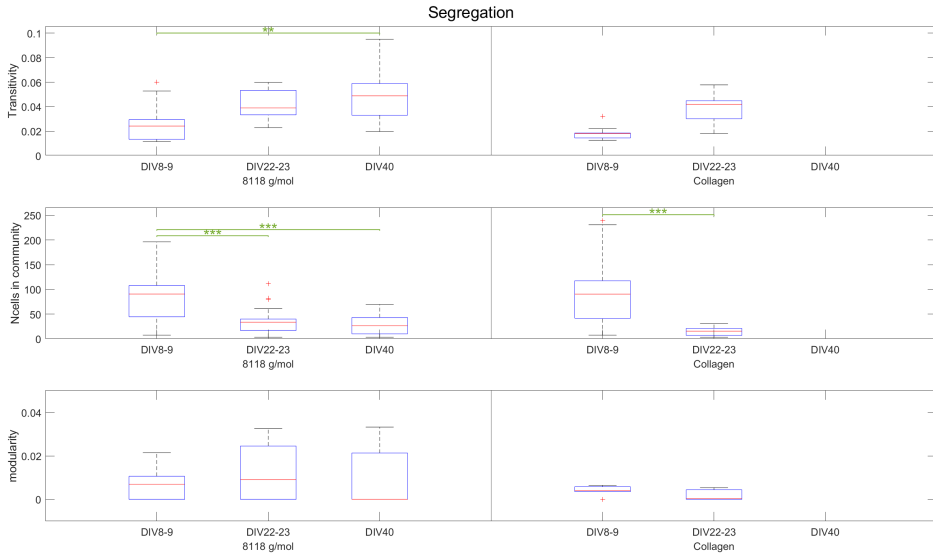 Segregation
Transitivity
0.1
0.08
0.06
0.04
0.02
0
**
DIV8-9 DIV22-23 DIV40 DIV8-9 DIV22-23 DIV40
8118 g/mol Collagen
Ncells in community
250
200
150
100
50
0
*** *** ***
DIV8-9 DIV22-23 DIV40 DIV8-9 DIV22-23 DIV40
8118 g/mol Collagen
modularity
0.04
0.02
0
DIV8-9 DIV22-23 DIV40 DIV8-9 DIV22-23 DIV40
8118 g/mol Collagen